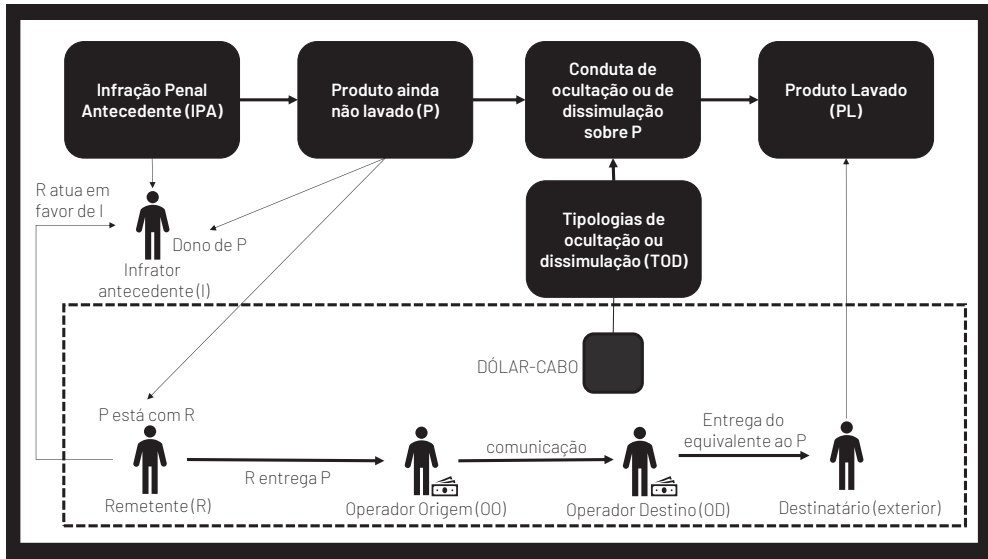 Infração Penal
Antecedente (IPA)
Produto ainda
não lavado (P)
Conduta de
ocultação ou de
dissimulação
sobre P
Produto Lavado
(PL)
R atua em
favor de I
Dono de P
Infrator
antecedente (I)
Tipologias de
ocultação ou
dissimulação (TOD)
DÓLAR-CABO
P está com R
R entrega P
comunicação
Entrega do
equivalente ao P
Remetente (R)
Operador Origem (OO)
Operador Destino (OD)
Destinatário (exterior)